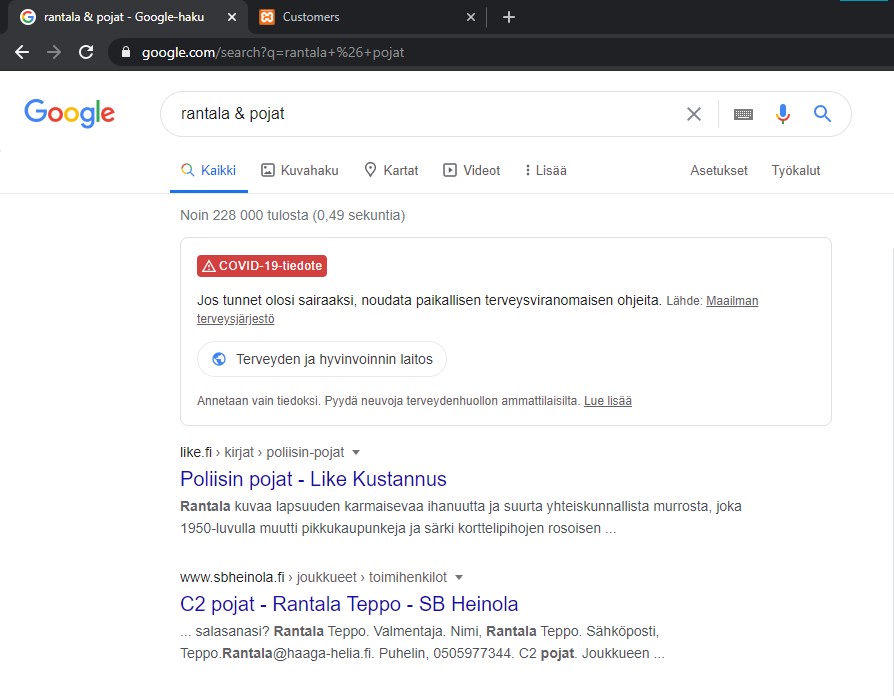 rantala & pojat - Google-haku
Customers
google.com/search?q=rantala+%26+pojat
Google
rantala & pojat
Kaikki
Kuvahaku
Kartat
Videot
Lisää
Asetukset
Työkalut
Noin 228 000 tulosta (0,49 sekuntia)
COVID-19-tiedote
Jos tunnet olosi sairaaksi, noudata paikallisen terveysviranomaisen ohjeita. Lähde: Maailman
terveysjärjestö
Terveyden ja hyvinvoinnin laitos
Annetaan vain tiedoksi. Pyydä neuvoja terveydenhuollon ammattilaisilta. Lue lisää
like.fi › kirjat › poliisin-pojat
Poliisin pojat - Like Kustannus
Rantala kuvaa lapsuuden karmaisevaa ihanuutta ja suurta yhteiskunnallista murrosta, joka
1950-luvulla muutti pikkukaupunkeja ja särki korttelipihojen rosoisen ...
www.sbheinola.fi › joukkueet › toimihenkilot
C2 pojat - Rantala Teppo - SB Heinola
... salasanasi? Rantala Teppo. Valmentaja. Nimi, Rantala Teppo. Sähköposti,
Teppo.Rantala@haaga-helia.fi. Puhelin, 0505977344. C2 pojat. Joukkueen ...